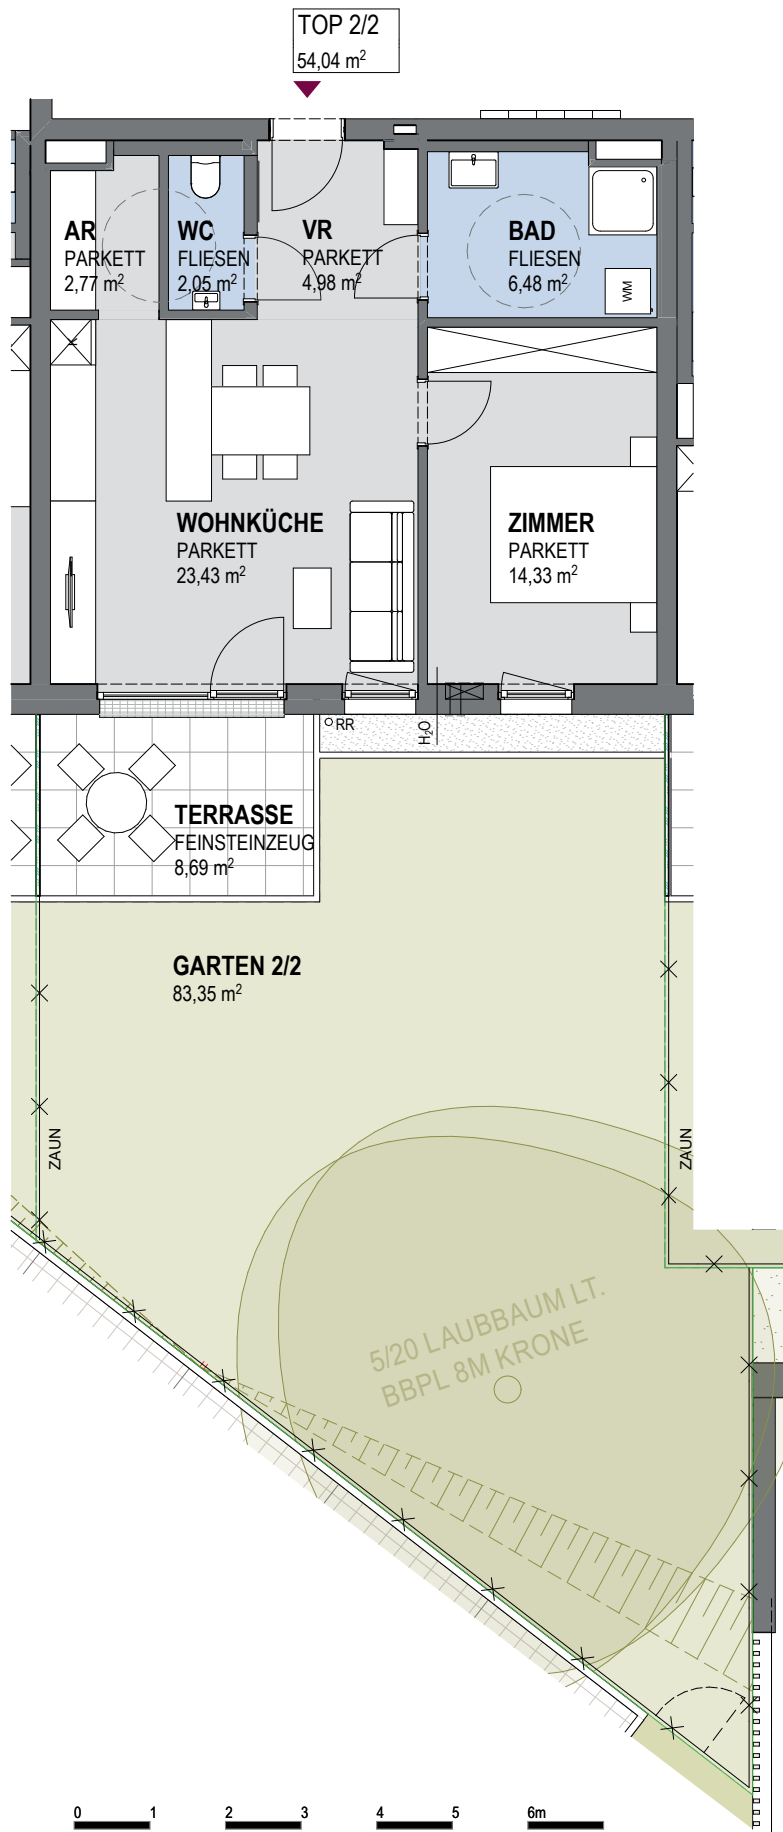 TOP 2/2
54,04 m²
AR
PARKETT
2,77 m²
WC
FLIESEN
2,05 m²
VR
PARKETT
4,98 m²
BAD
FLIESEN
6,48 m²
WM
K
WOHNKÜCHE
PARKETT
23,43 m²
ZIMMER
PARKETT
14,33 m²
RR
H₂O
TERRASSE
FEINSTEINZEUG
8,69 m²
GARTEN 2/2
83,35 m²
ZAUN
ZAUN
5/20 LAUBBAUM LT.
BBPL 8M KRONE
0 1 2 3 4 5 6m